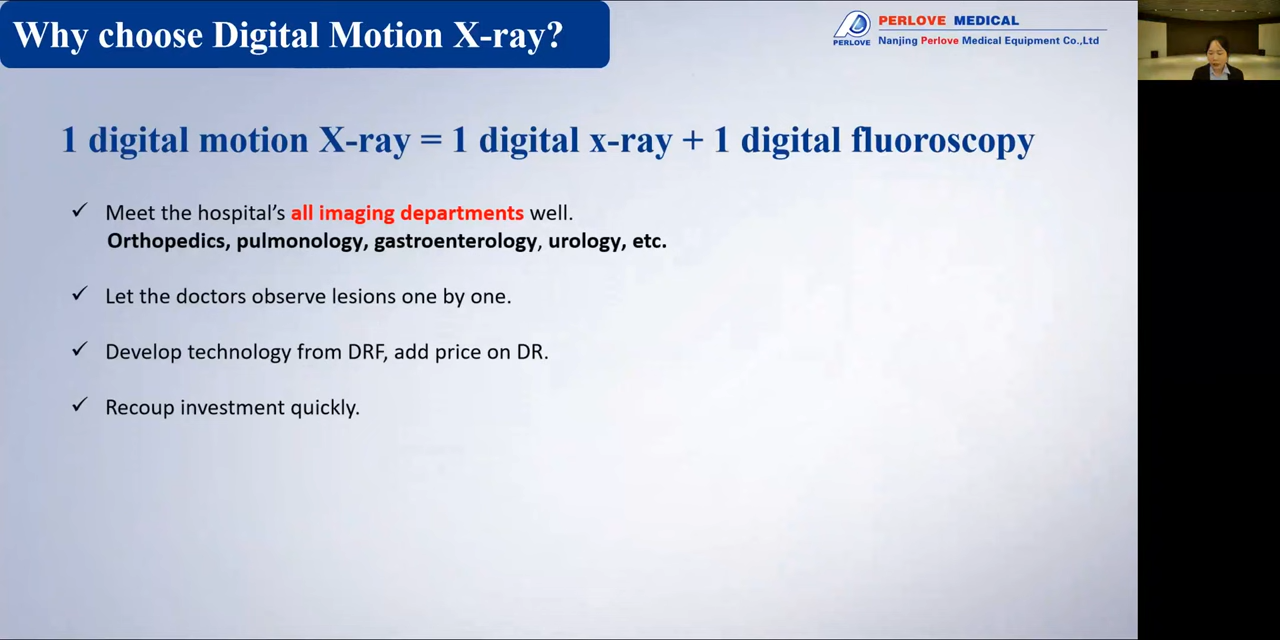 Why choose Digital Motion X-ray?
PERLOVE MEDICAL
PERLOVE
Nanjing Perlove Medical Equipment Co.,Ltd
1 digital motion X-ray = 1 digital x-ray + 1 digital fluoroscopy
✓ Meet the hospital’s all imaging departments well.
Orthopedics, pulmonology, gastroenterology, urology, etc.
✓ Let the doctors observe lesions one by one.
✓ Develop technology from DRF, add price on DR.
✓ Recoup investment quickly.